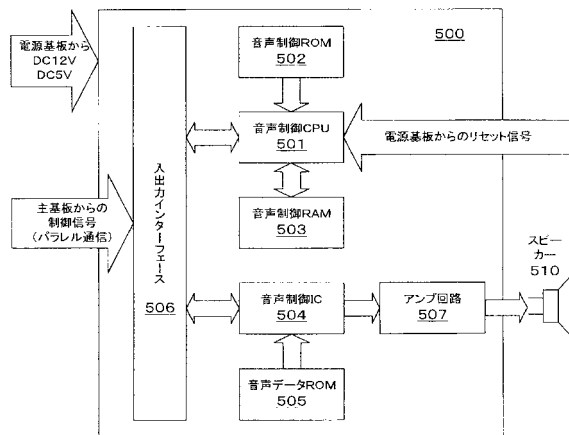 電源基板から
DC12V
DC5V
500
音声制御ROM
502
音声制御CPU
501
電源基板からのリセット信号
主基板からの
制御信号
(パラレル通信)
入出力インターフェース
506
音声制御RAM
503
スピー
カー
510
音声制御IC
504
アンプ回路
507
音声データROM
505